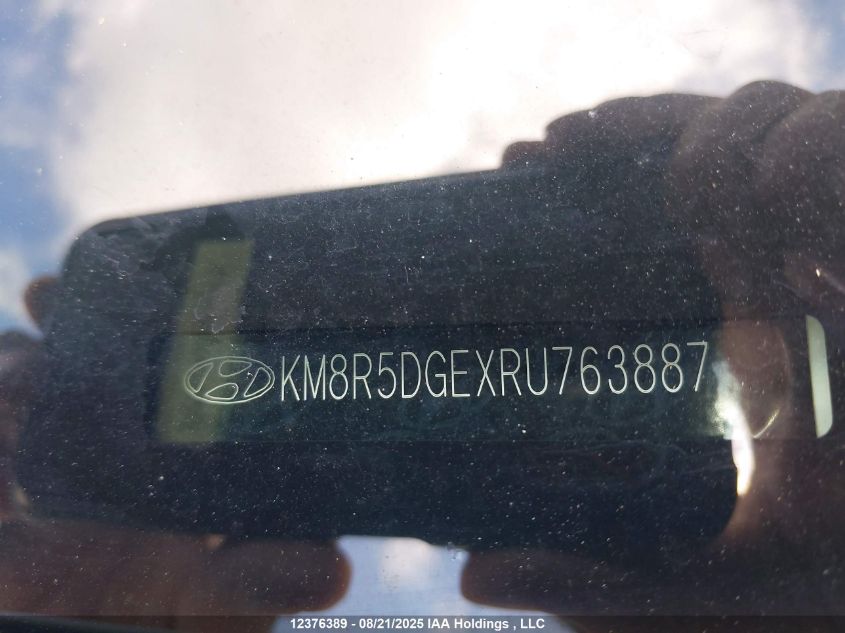 KM8R5DGEXRU763887
12376389 - 08/21/2025 IAA Holdings , LLC